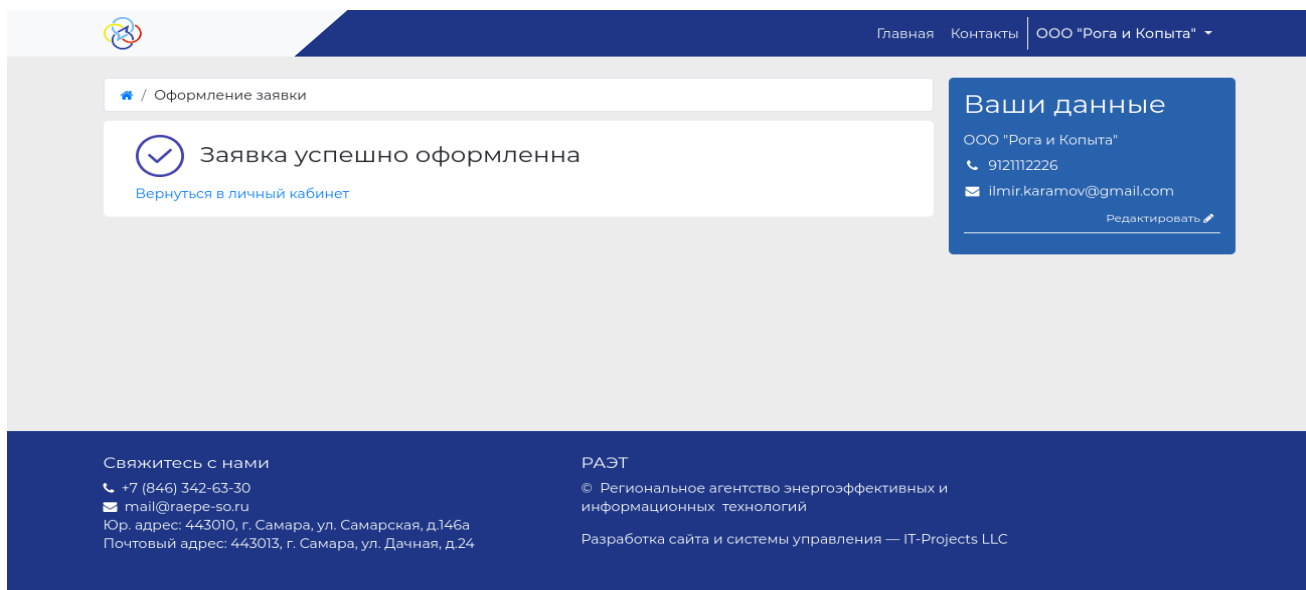 Главная Контакты ООО "Рога и Копыта"
/ Оформление заявки
Заявка успешно оформленна
Вернуться в личный кабинет
Ваши данные
ООО "Рога и Копыта"
9121112226
ilmir.karamov@gmail.com
Редактировать
Свяжитесь с нами
+7 (846) 342-63-30
mail@raepe-so.ru
Юр. адрес: 443010, г. Самара, ул. Самарская, д.146а
Почтовый адрес: 443013, г. Самара, ул. Дачная, д.24
РАЭТ
© Региональное агентство энергоэффективных и
информационных технологий
Разработка сайта и системы управления — IT-Projects LLC